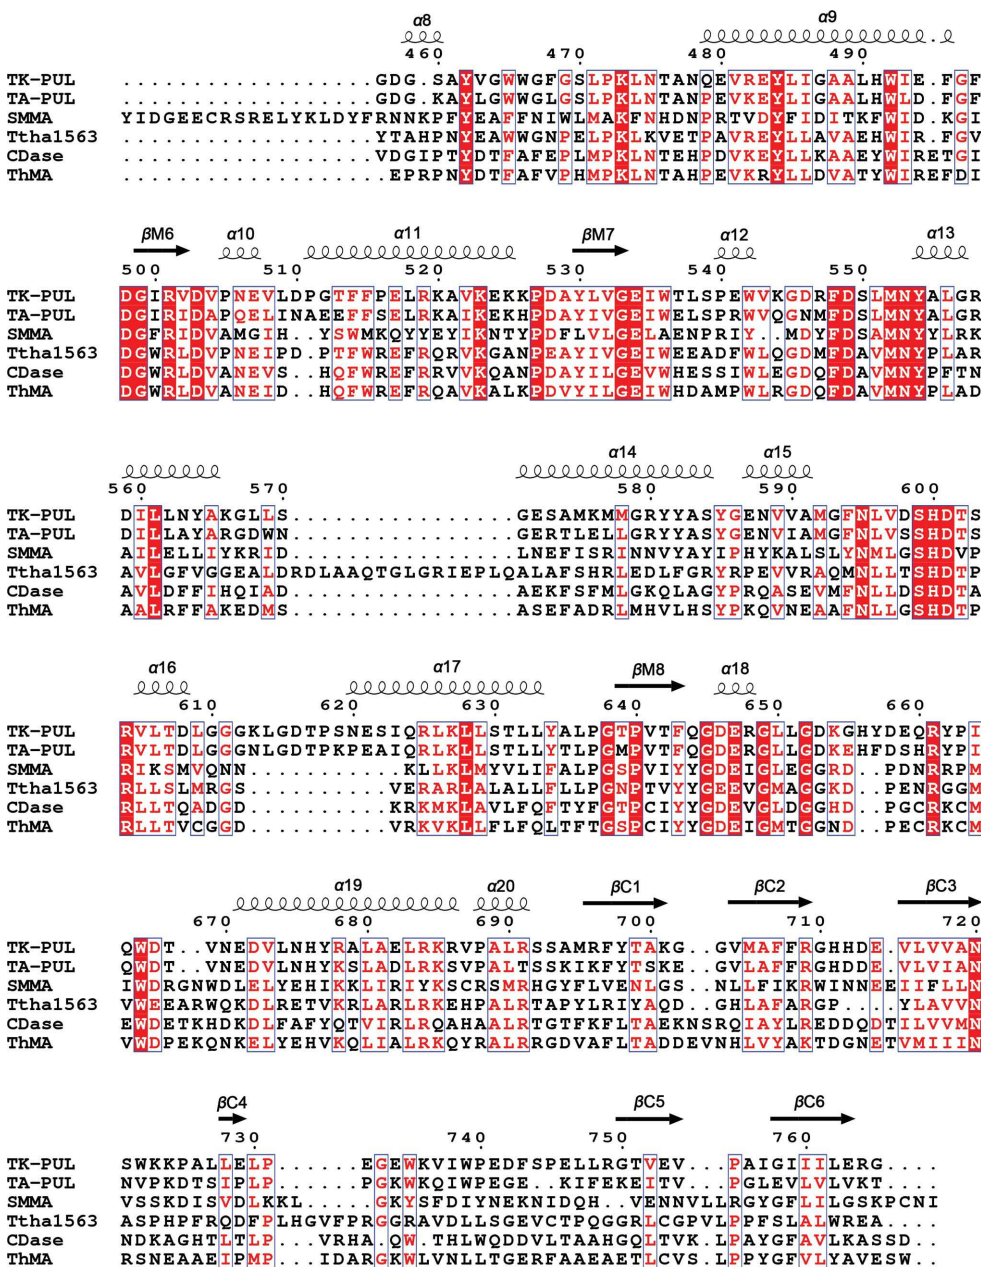 α8 α9
460 470 480 490
TK-PUL ..................GDG.SAYVGWWGFGSLPKLNTANQEVREYLIGAALHWIE.FGF
TA-PUL ..................GDG.KAYLGWWGLGSLPKLNTANPEVKEYLIGAALHWLD.FGF
SMMA YIDGEECRSRELYKLDYFRNNKPFYEAFFNIWLMAKFNHDNPRTVDYFIDITKFWID.KGI
Ttha1563 ..................YTAHPNYEAWWGNPELPKLKVETPAVREYLLAVAEHWIR.FGV
CDase ..................VDGIPTYDTFAFEPLMPKLNTEHPDVKEYLLKAAEYWIRETGI
ThMA ...................EPRPNYDTFAFVPHMPKLNTAHPEVKRYLLDVATYWIREFDI
βM6 α10 α11 βM7 α12 α13
500 510 520 530 540 550
TK-PUL DGIRVDVPNEVLDPGTFFPELRKAVKEKKPDAYLVGEIWTLSPEWVKGDRFDSLMNYALGR
TA-PUL DGIRIDAPQELINAEEFFSELRKAIKEKHPDAYIVGEIWELSPRWVQGNMFDSLMNYALGR
SMMA DGFRIDVAMGIH..YSWMKQYYEYIKNTYPDFLVLGELAENPRIY..MDYFDSAMNYYLRK
Ttha1563 DGWRLDVPNEIPD.PTFWREFRQRVKGANPEAYIVGEIWEEADFWLQGDMFDAVMNYPLAR
CDase DGWRLDVANEVS..HQFWREFRRVVKQANPDAYILGEVWHESSIWLEGDQFDAVMNYPFTN
ThMA DGWRLDVANEID..HQFWREFRQAVKALKPDVYILGEIWHDAMPWLRGDQFDAVMNYPLAD
α14 α15
560 570 580 590 600
TK-PUL DILLNYAKGLLS................GESAMKMMGRYYASYGENVVAMGFNLVDSHDTS
TA-PUL DILLAYARGDWN................GERTLELLGRYYASYGENVIAMGFNLVDSHDTS
SMMA AILELLIYKRID................LNEFISRINNVYAYIPHYKALSLYNMLGSHDVP
Ttha1563 AVLGFVGGEALDRDLAAQTGLGRIEPLQALAFSHRLEDLFGRYRPEVVRAQMNLLTSHDTP
CDase AVLDFFIHQIAD................AEKFSFMLGKQLAGYPRQASEVMFNLLDSHDTA
ThMA AALRFFAKEDMS................ASEFADRLMHVLHSYPKQVNEAAFNLLGSHDTP
α16 α17 βM8 α18
610 620 630 640 650 660
TK-PUL RVLTDLGGGKLGDTPSNESIQRLKLLSTLLYALPGTPVTFQGDERGLLGDKGHYDEQRYPI
TA-PUL RVLTDLGGGNLGDTPKPEAIQRLKLLSTLLYTLPGMPVTFQGDERGLLGDKEHFDSHRYPI
SMMA RIKSMVQNN...........KLLKLMYVLIFALPGSPVIYYGDEIGLEGGRD..PDNRRPM
Ttha1563 RLLSLMRGS..........VERARLALALLFLLPGNPVTYYGEEVGMAGGKD..PENRGGM
CDase RLLTQADGD..........KRKMKLAVLFQFTYFGTPCIYYGDEIGLDGGHD..PGCRKCM
ThMA RLLTVCGGD..........VRKVKLLFLFQLTFTGSPCIYYGDEIGMTGGND..PECRKCM
α19 α20 βC1 βC2 βC3
670 680 690 700 710 720
TK-PUL QWDT..VNEDVLNHYRALAELRKRVPALRSSAMRFYTAKG..GVMAFFRGHHDE.VLVVAN
TA-PUL QWDT..VNEDVLNHYKSLADLRKSVPALTSSKIKFYTSKE..GVLAFFRGHDDE.VLVIAN
SMMA IWDRGNWDLELYEHIKKLIRIYKSCRSMRHGYFLVENLGS..NLLFIKRWINNEEIIFLLN
Ttha1563 VWEEARWQKDLRETVKRLARLRKEHPALRTAPYLRIYAQD..GHLAFARGP....YLAVVN
CDase EWDETKHDKDLFAFYQTVIRLRQAHAALRTGTFKFLTAEKNSRQIAYLREDDQDTILVVMN
ThMA VWDPEKQNKELYEHVKQLIALRKQYRALRRGDVAFLTADDEVNHLVYAKTDGNETVMIIIN
βC4 βC5 βC6
730 740 750 760
TK-PUL SWKKPALLELP......EGEWKVIWPEDFSPELLRGTVEV...PAIGIIILERG....
TA-PUL NVPKDTSIPLP......PGKWKQIWPEGE..KIFEKEITV...PGLEVLVLVKT....
SMMA VSSKDISVDLKKL....GKYSFDIYNEKNIDQH..VENNVLLRGYGFLILGSKPCNI
Ttha1563 ASPHPFRQDFPLHGVFPRGGRAVDLLSGEVCTPQGGRLCGPVLPPFSLALWREA....
CDase NDKAGHTLTLP....VRHA.QW.THLWQDDVLTAAHGQLTVK.LPAYGFAVLKASSD.
ThMA RSNEAAEIPMP....IDARGKWLVNLLTGERFAAEAETLCVS.LPPYGFVLYAVESW..